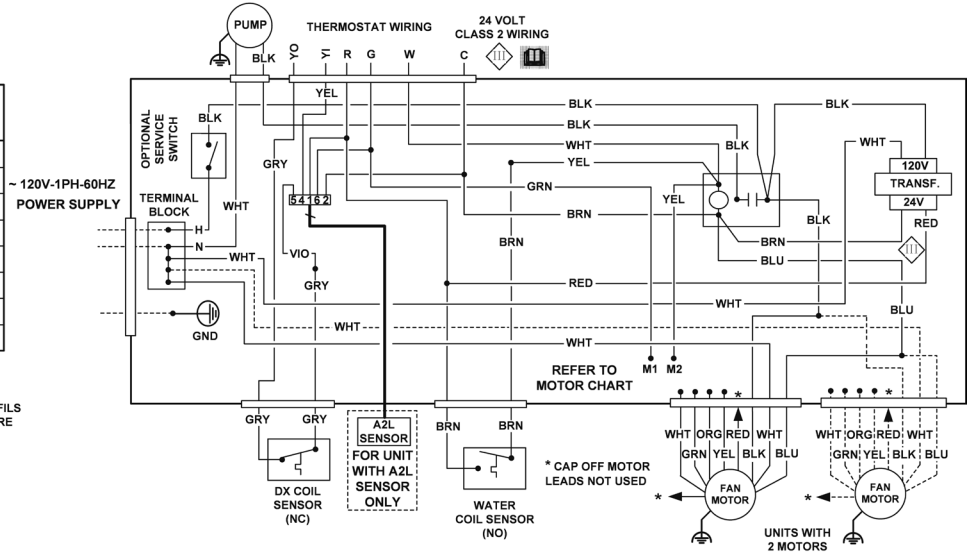 PUMP
THERMOSTAT WIRING
24 VOLT
CLASS 2 WIRING
III
BLK
YO
YI
R
G
W
C
YEL
OPTIONAL
SERVICE
SWITCH
BLK
BLK
BLK
BLK
WHT
WHT
BLK
120V
TRANSF.
24V
RED
III
GRY
YEL
GRN
YEL
~ 120V-1PH-60HZ
POWER SUPPLY
TERMINAL
BLOCK
WHT
5 4 1 6 2
BRN
BLK
H
N
WHT
VIO
GRY
BRN
BRN
BLU
RED
WHT
BLU
GND
WHT
WHT
REFER TO
MOTOR CHART
M1
M2
*
*
FILS
RE
GRY
GRY
A2L
SENSOR
FOR UNIT
WITH A2L
SENSOR
ONLY
BRN
BRN
WHT
ORG
RED
WHT
GRN
YEL
BLK
BLU
WHT
ORG
RED
WHT
GRN
YEL
BLK
BLU
* CAP OFF MOTOR
LEADS NOT USED
DX COIL
SENSOR
(NC)
WATER
COIL SENSOR
(NO)
*
FAN
MOTOR
*
FAN
MOTOR
UNITS WITH
2 MOTORS